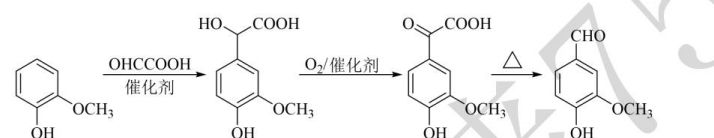 HO COOH O COOH CHO
OHCCOOH
催化剂
O₂/催化剂
△
OCH₃ OCH₃ OCH₃ OCH₃
OH OH OH OH